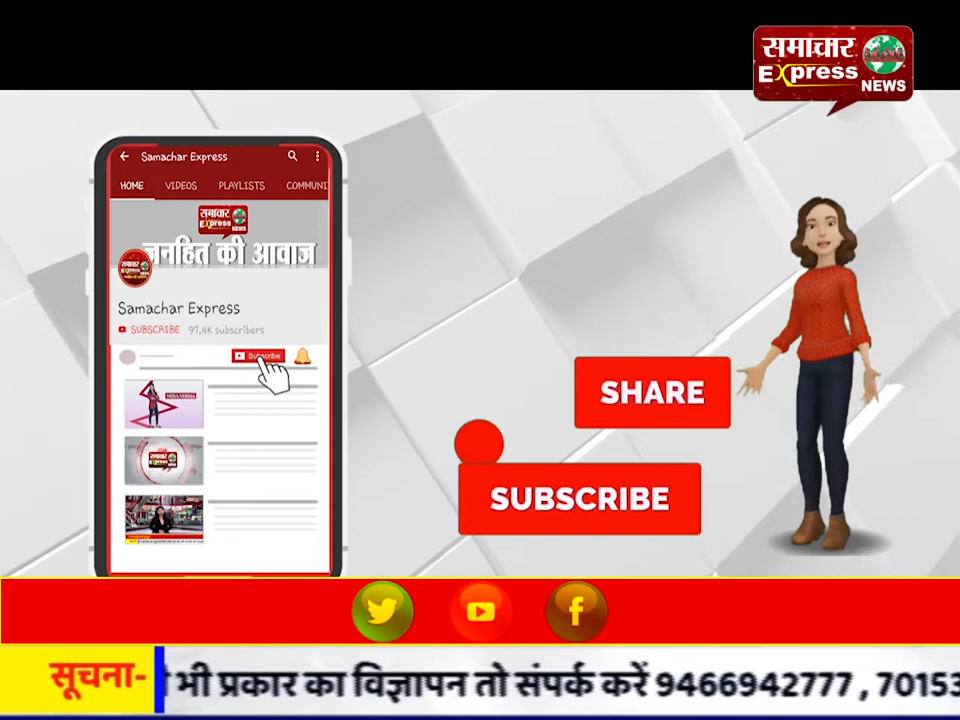 समाचार
Express
NEWS
Samachar Express
HOME VIDEOS PLAYLISTS COMMUNI
समाचार
Express
NEWS
जनहित की आवाज
Samachar Express
SUBSCRIBE 97.4K subscribers
Subscribe
SHARE
SUBSCRIBE
सूचना- भी प्रकार का विज्ञापन तो संपर्क करें 9466942777 , 70153